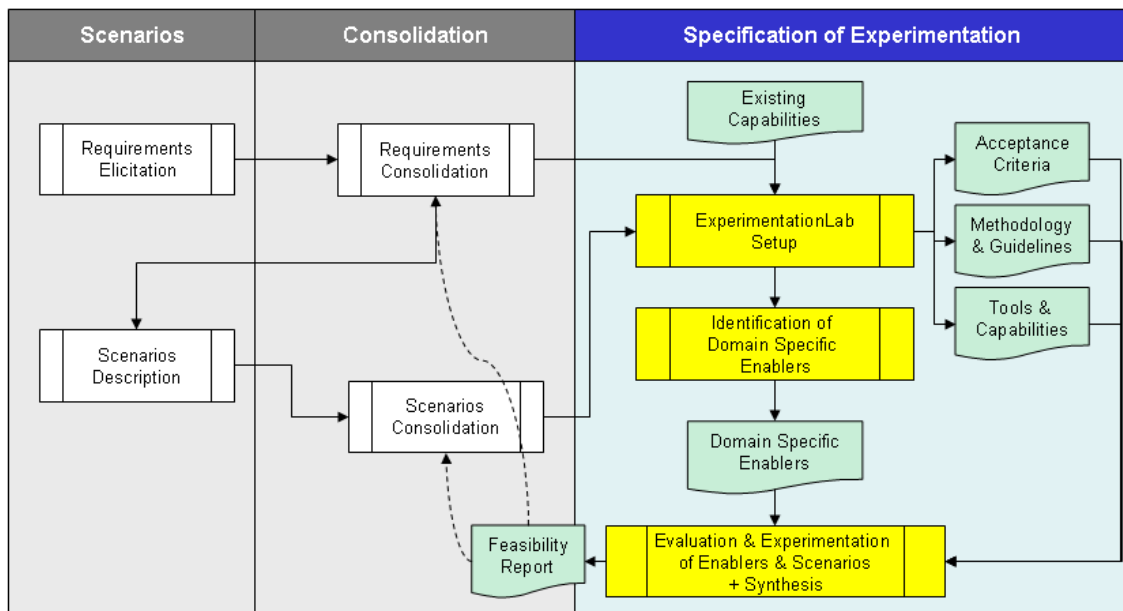 Scenarios
Consolidation
Specification of Experimentation
Existing
Capabilities
Requirements
Elicitation
Requirements
Consolidation
Acceptance
Criteria
ExperimentationLab
Setup
Methodology
& Guidelines
Tools &
Capabilities
Identification of
Domain Specific
Enablers
Scenarios
Description
Scenarios
Consolidation
Domain Specific
Enablers
Feasibility
Report
Evaluation & Experimentation
of Enablers & Scenarios
+ Synthesis